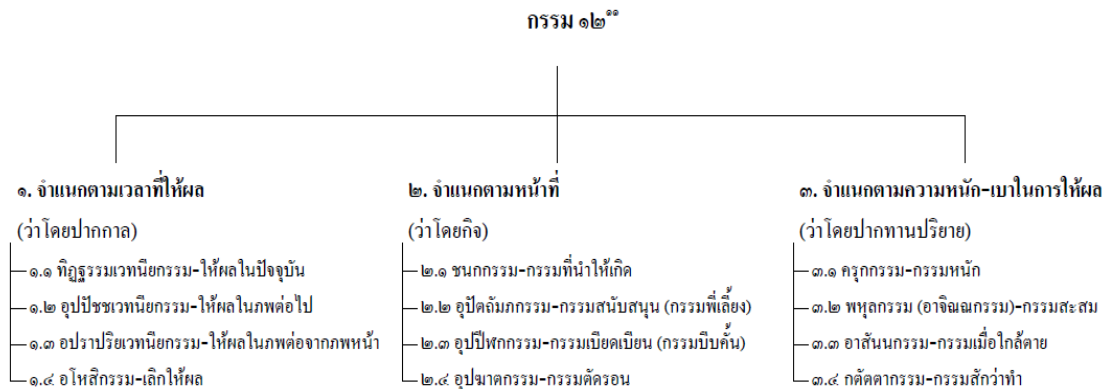 กรรม ๑๒๑๑
๑. จำแนกตามเวลาที่ให้ผล
(ว่าโดยปากกาล)
๑.๑ ทิฏฐธรรมเวทนียกรรม-ให้ผลในปัจจุบัน
๑.๒ อุปปัชชเวทนียกรรม-ให้ผลในภพต่อไป
๑.๓ อปราปริยเวทนียกรรม-ให้ผลในภพต่อจากภพหน้า
๑.๔ อโหสิกรรม-เลิกให้ผล
๒. จำแนกตามหน้าที่
(ว่าโดยกิจ)
๒.๑ ชนกกรรม-กรรมที่นำให้เกิด
๒.๒ อุปัตถัมภกรรม-กรรมสนับสนุน (กรรมพี่เลี้ยง)
๒.๓ อุปปีฬกกรรม-กรรมเบียดเบียน (กรรมบีบคั้น)
๒.๔ อุปฆาตกรรม-กรรมตัดรอน
๓. จำแนกตามความหนัก-เบาในการให้ผล
(ว่าโดยปากทานปริยาย)
๓.๑ ครุกกรรม-กรรมหนัก
๓.๒ พหุลกรรม (อาจิณณกรรม)-กรรมสะสม
๓.๓ อาสันนกรรม-กรรมเมื่อใกล้ตาย
๓.๔ กตัตตากรรม-กรรมสักว่าทำ